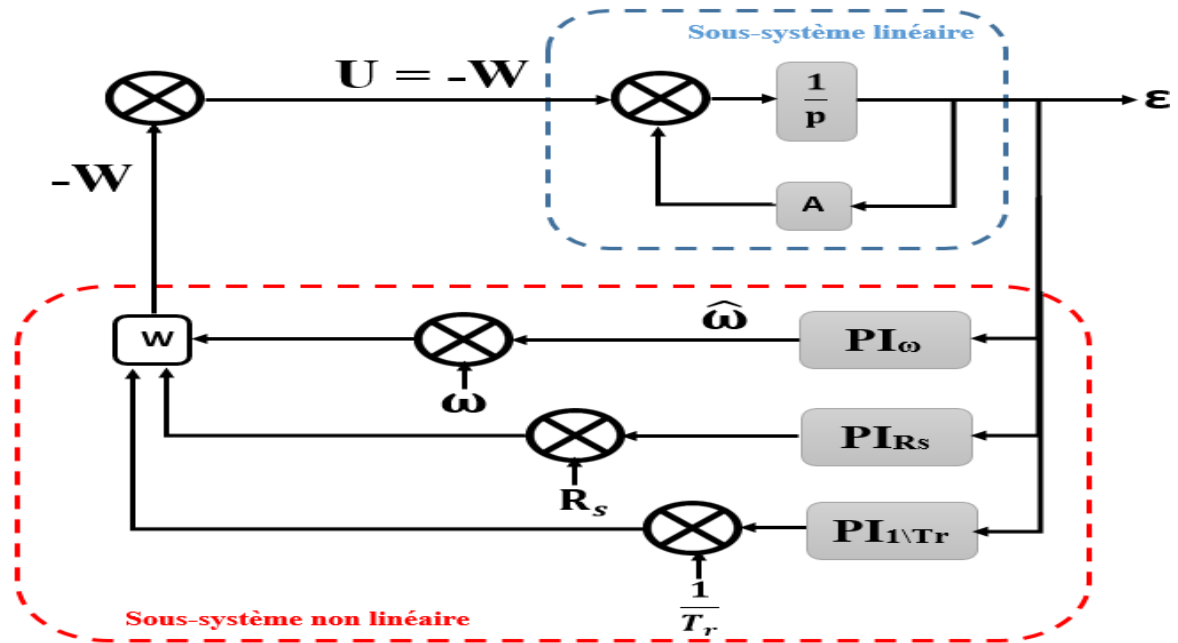 Sous-système linéaire
U = -W
1
p
ε
-W
A
W
ω̂
PIω
ω
PIRs
Rs
PI1\Tr
1
Tr
Sous-système non linéaire